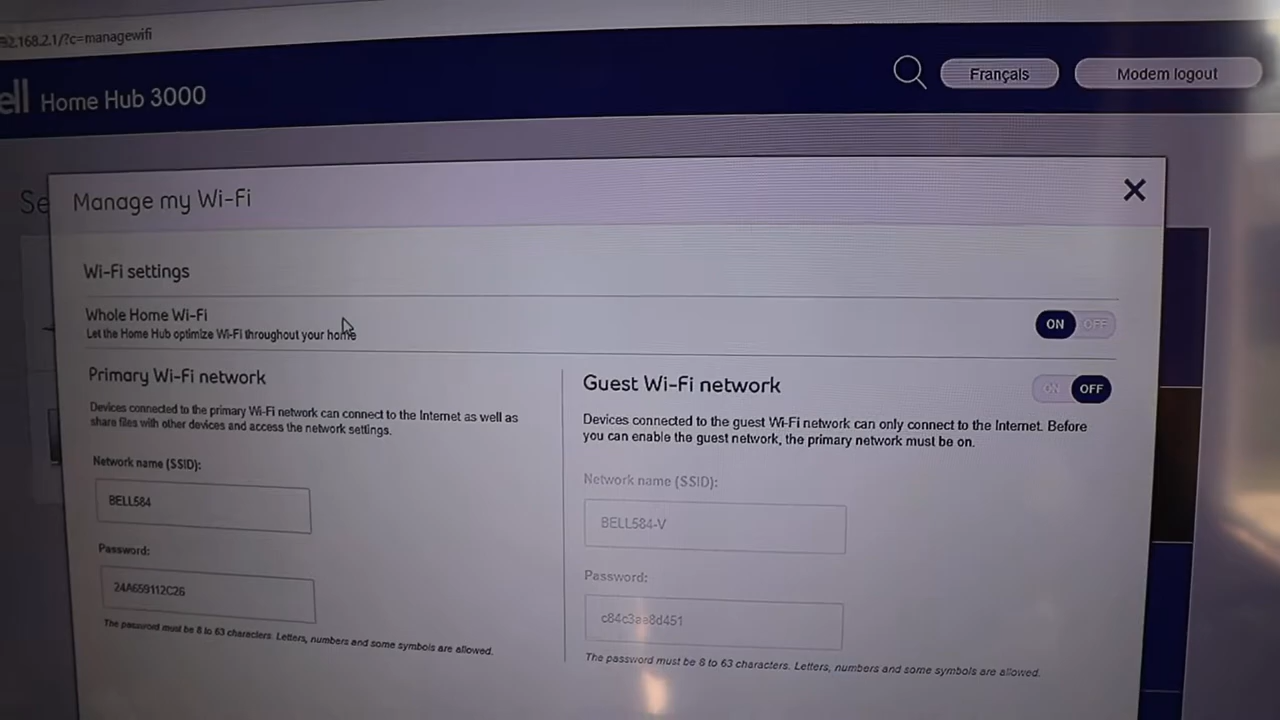 2.168.2.1/?c=managewifi
ell Home Hub 3000
Français
Modem logout
Se
Manage my Wi-Fi
Wi-Fi settings
Whole Home Wi-Fi
Let the Home Hub optimize Wi-Fi throughout your home
ON OFF
Primary Wi-Fi network
Devices connected to the primary Wi-Fi network can connect to the Internet as well as
share files with other devices and access the network settings.
Network name (SSID):
BELL584
Password:
24A659112C26
The password must be 8 to 63 characters. Letters, numbers and some symbols are allowed.
Guest Wi-Fi network
ON OFF
Devices connected to the guest Wi-Fi network can only connect to the Internet. Before
you can enable the guest network, the primary network must be on.
Network name (SSID):
BELL584-V
Password:
c84c3ae8d451
The password must be 8 to 63 characters. Letters, numbers and some symbols are allowed.